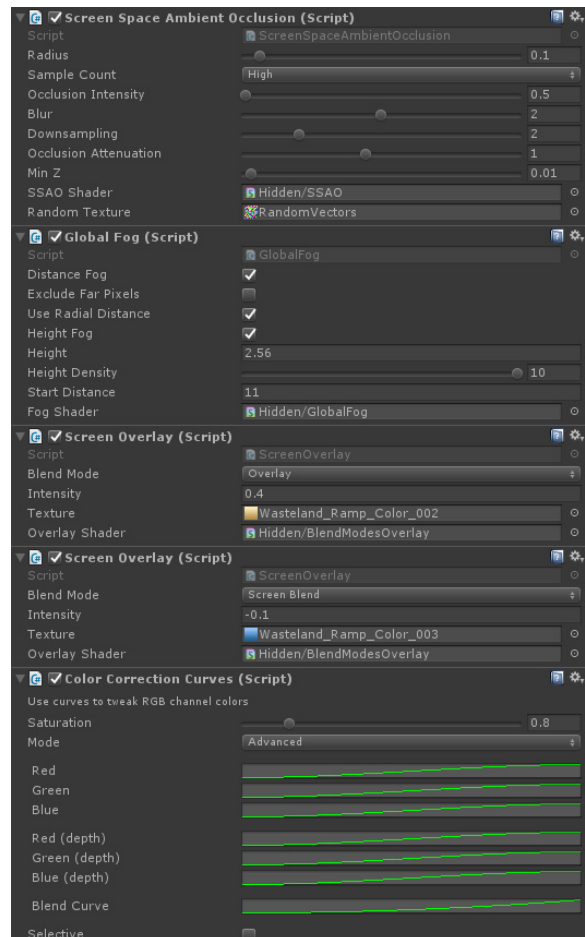 Screen Space Ambient Occlusion (Script)
Script ScreenSpaceAmbientOcclusion
Radius 0.1
Sample Count High
Occlusion Intensity 0.5
Blur 2
Downsampling 2
Occlusion Attenuation 1
Min Z 0.01
SSAO Shader Hidden/SSAO
Random Texture RandomVectors
Global Fog (Script)
Script GlobalFog
Distance Fog
Exclude Far Pixels
Use Radial Distance
Height Fog
Height 2.56
Height Density 10
Start Distance 11
Fog Shader Hidden/GlobalFog
Screen Overlay (Script)
Script ScreenOverlay
Blend Mode Overlay
Intensity 0.4
Texture Wasteland_Ramp_Color_002
Overlay Shader Hidden/BlendModesOverlay
Screen Overlay (Script)
Script ScreenOverlay
Blend Mode Screen Blend
Intensity -0.1
Texture Wasteland_Ramp_Color_003
Overlay Shader Hidden/BlendModesOverlay
Color Correction Curves (Script)
Use curves to tweak RGB channel colors
Saturation 0.8
Mode Advanced
Red
Green
Blue
Red (depth)
Green (depth)
Blue (depth)
Blend Curve
Selective